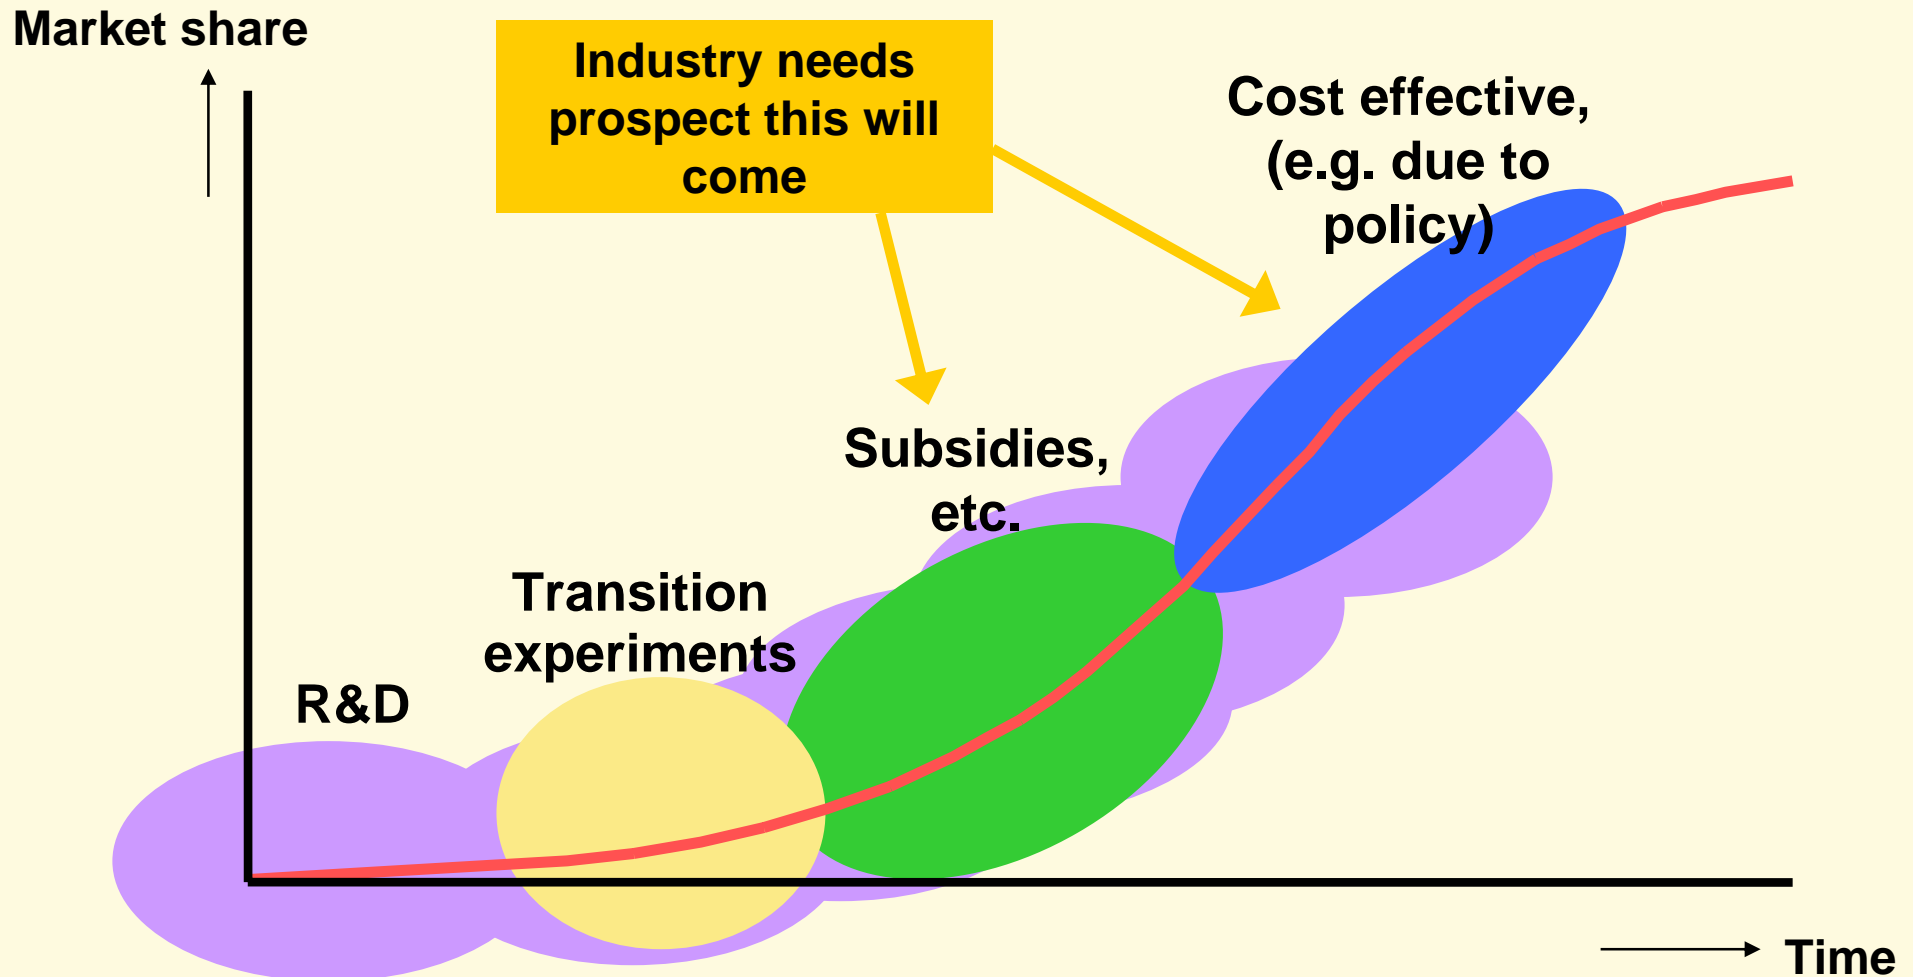 Market share
Industry needs
prospect this will
come
Cost effective,
(e.g. due to
policy)
Subsidies,
etc.
Transition
experiments
R&D
Time